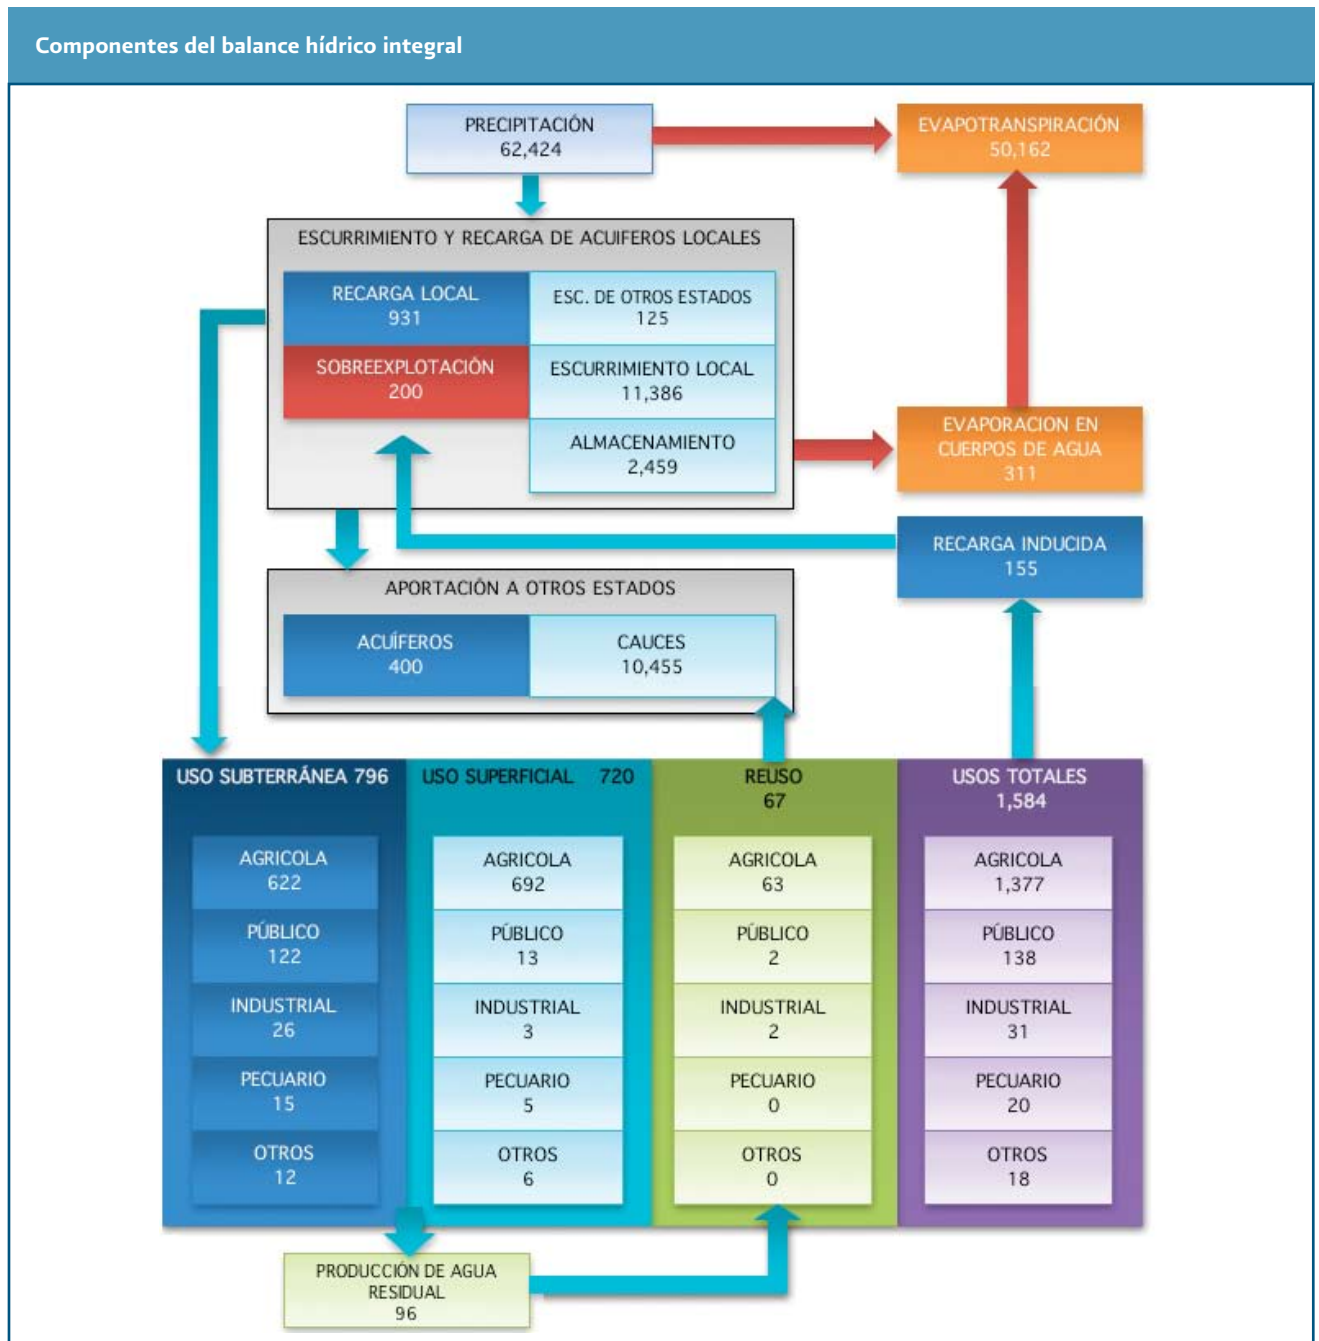 Componentes del balance hídrico integral
PRECIPITACIÓN
62,424
EVAPOTRANSPIRACIÓN
50,162
ESCURRIMIENTO Y RECARGA DE ACUIFEROS LOCALES
RECARGA LOCAL
931
ESC. DE OTROS ESTADOS
125
SOBREEXPLOTACIÓN
200
ESCURRIMIENTO LOCAL
11,386
ALMACENAMIENTO
2,459
EVAPORACION EN
CUERPOS DE AGUA
311
RECARGA INDUCIDA
155
APORTACIÓN A OTROS ESTADOS
ACUÍFEROS
400
CAUCES
10,455
USO SUBTERRÁNEA 796
AGRICOLA
622
PÚBLICO
122
INDUSTRIAL
26
PECUARIO
15
OTROS
12
USO SUPERFICIAL 720
AGRICOLA
692
PÚBLICO
13
INDUSTRIAL
3
PECUARIO
5
OTROS
6
REUSO
67
AGRICOLA
63
PÚBLICO
2
INDUSTRIAL
2
PECUARIO
0
OTROS
0
USOS TOTALES
1,584
AGRICOLA
1,377
PÚBLICO
138
INDUSTRIAL
31
PECUARIO
20
OTROS
18
PRODUCCIÓN DE AGUA
RESIDUAL
96